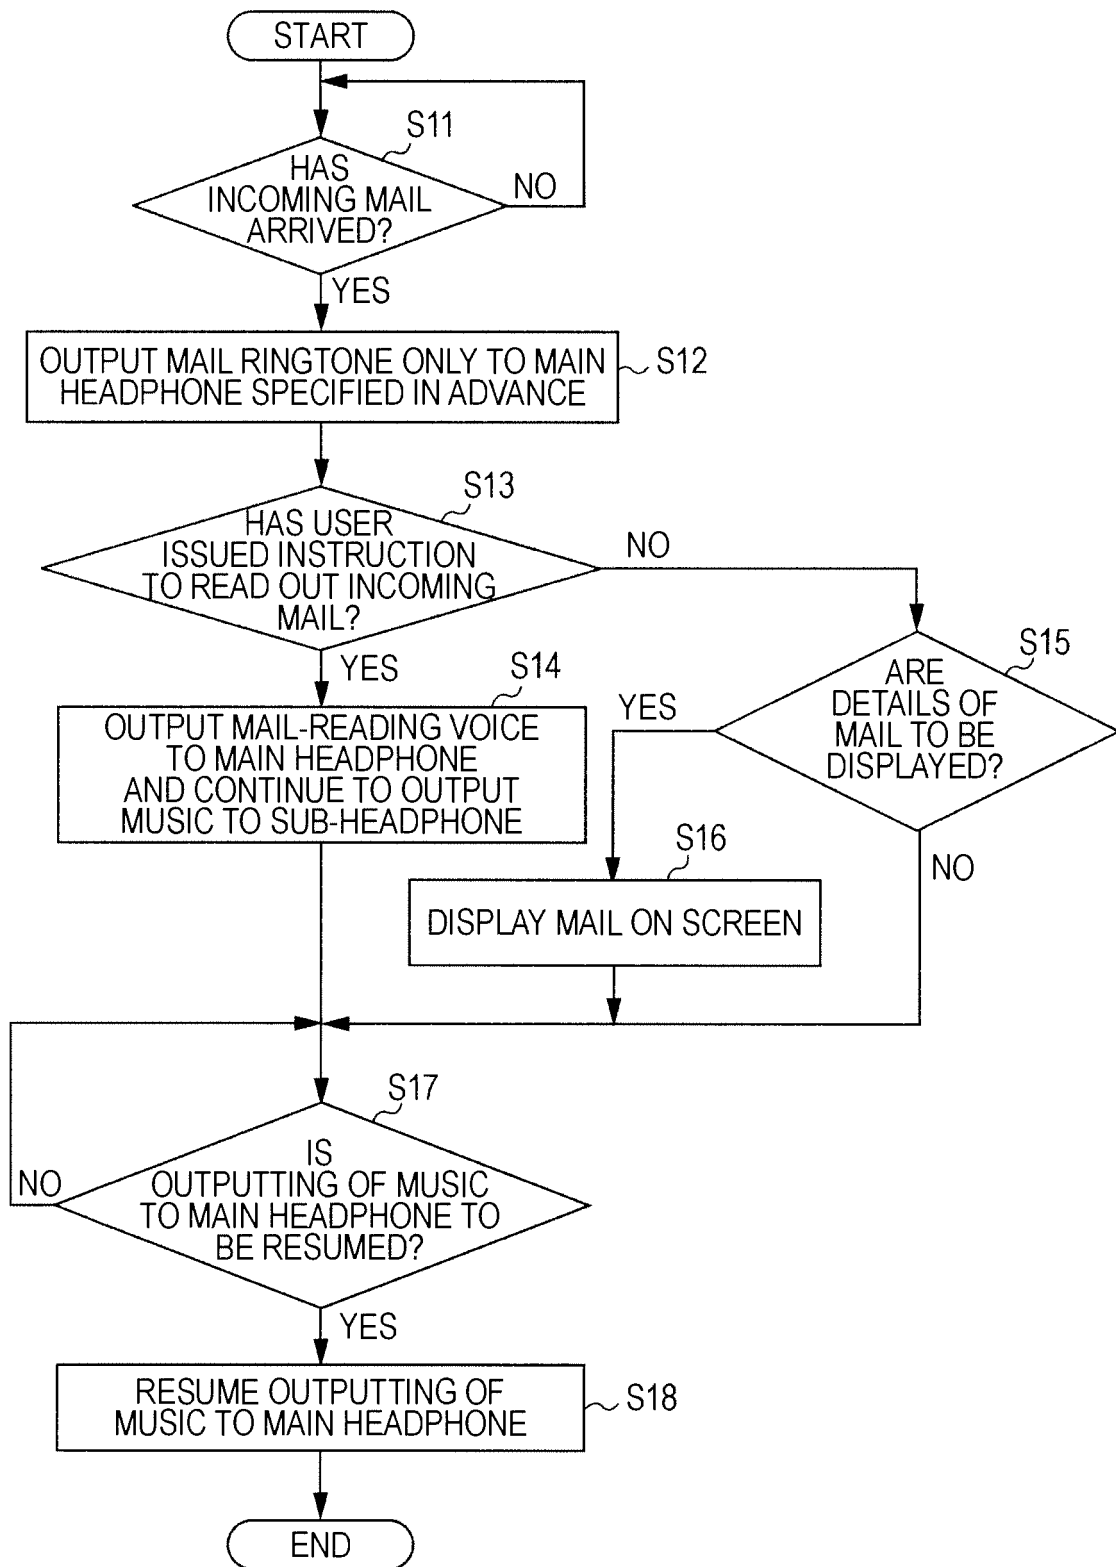 START
S11
HAS
INCOMING MAIL
ARRIVED?
NO
YES
OUTPUT MAIL RINGTONE ONLY TO MAIN
HEADPHONE SPECIFIED IN ADVANCE
S12
S13
HAS USER
ISSUED INSTRUCTION
TO READ OUT INCOMING
MAIL?
NO
YES
S14
OUTPUT MAIL-READING VOICE
TO MAIN HEADPHONE
AND CONTINUE TO OUTPUT
MUSIC TO SUB-HEADPHONE
S15
ARE
DETAILS OF
MAIL TO BE
DISPLAYED?
YES
NO
S16
DISPLAY MAIL ON SCREEN
S17
IS
OUTPUTTING OF MUSIC
TO MAIN HEADPHONE TO
BE RESUMED?
NO
YES
RESUME OUTPUTTING OF
MUSIC TO MAIN HEADPHONE
S18
END